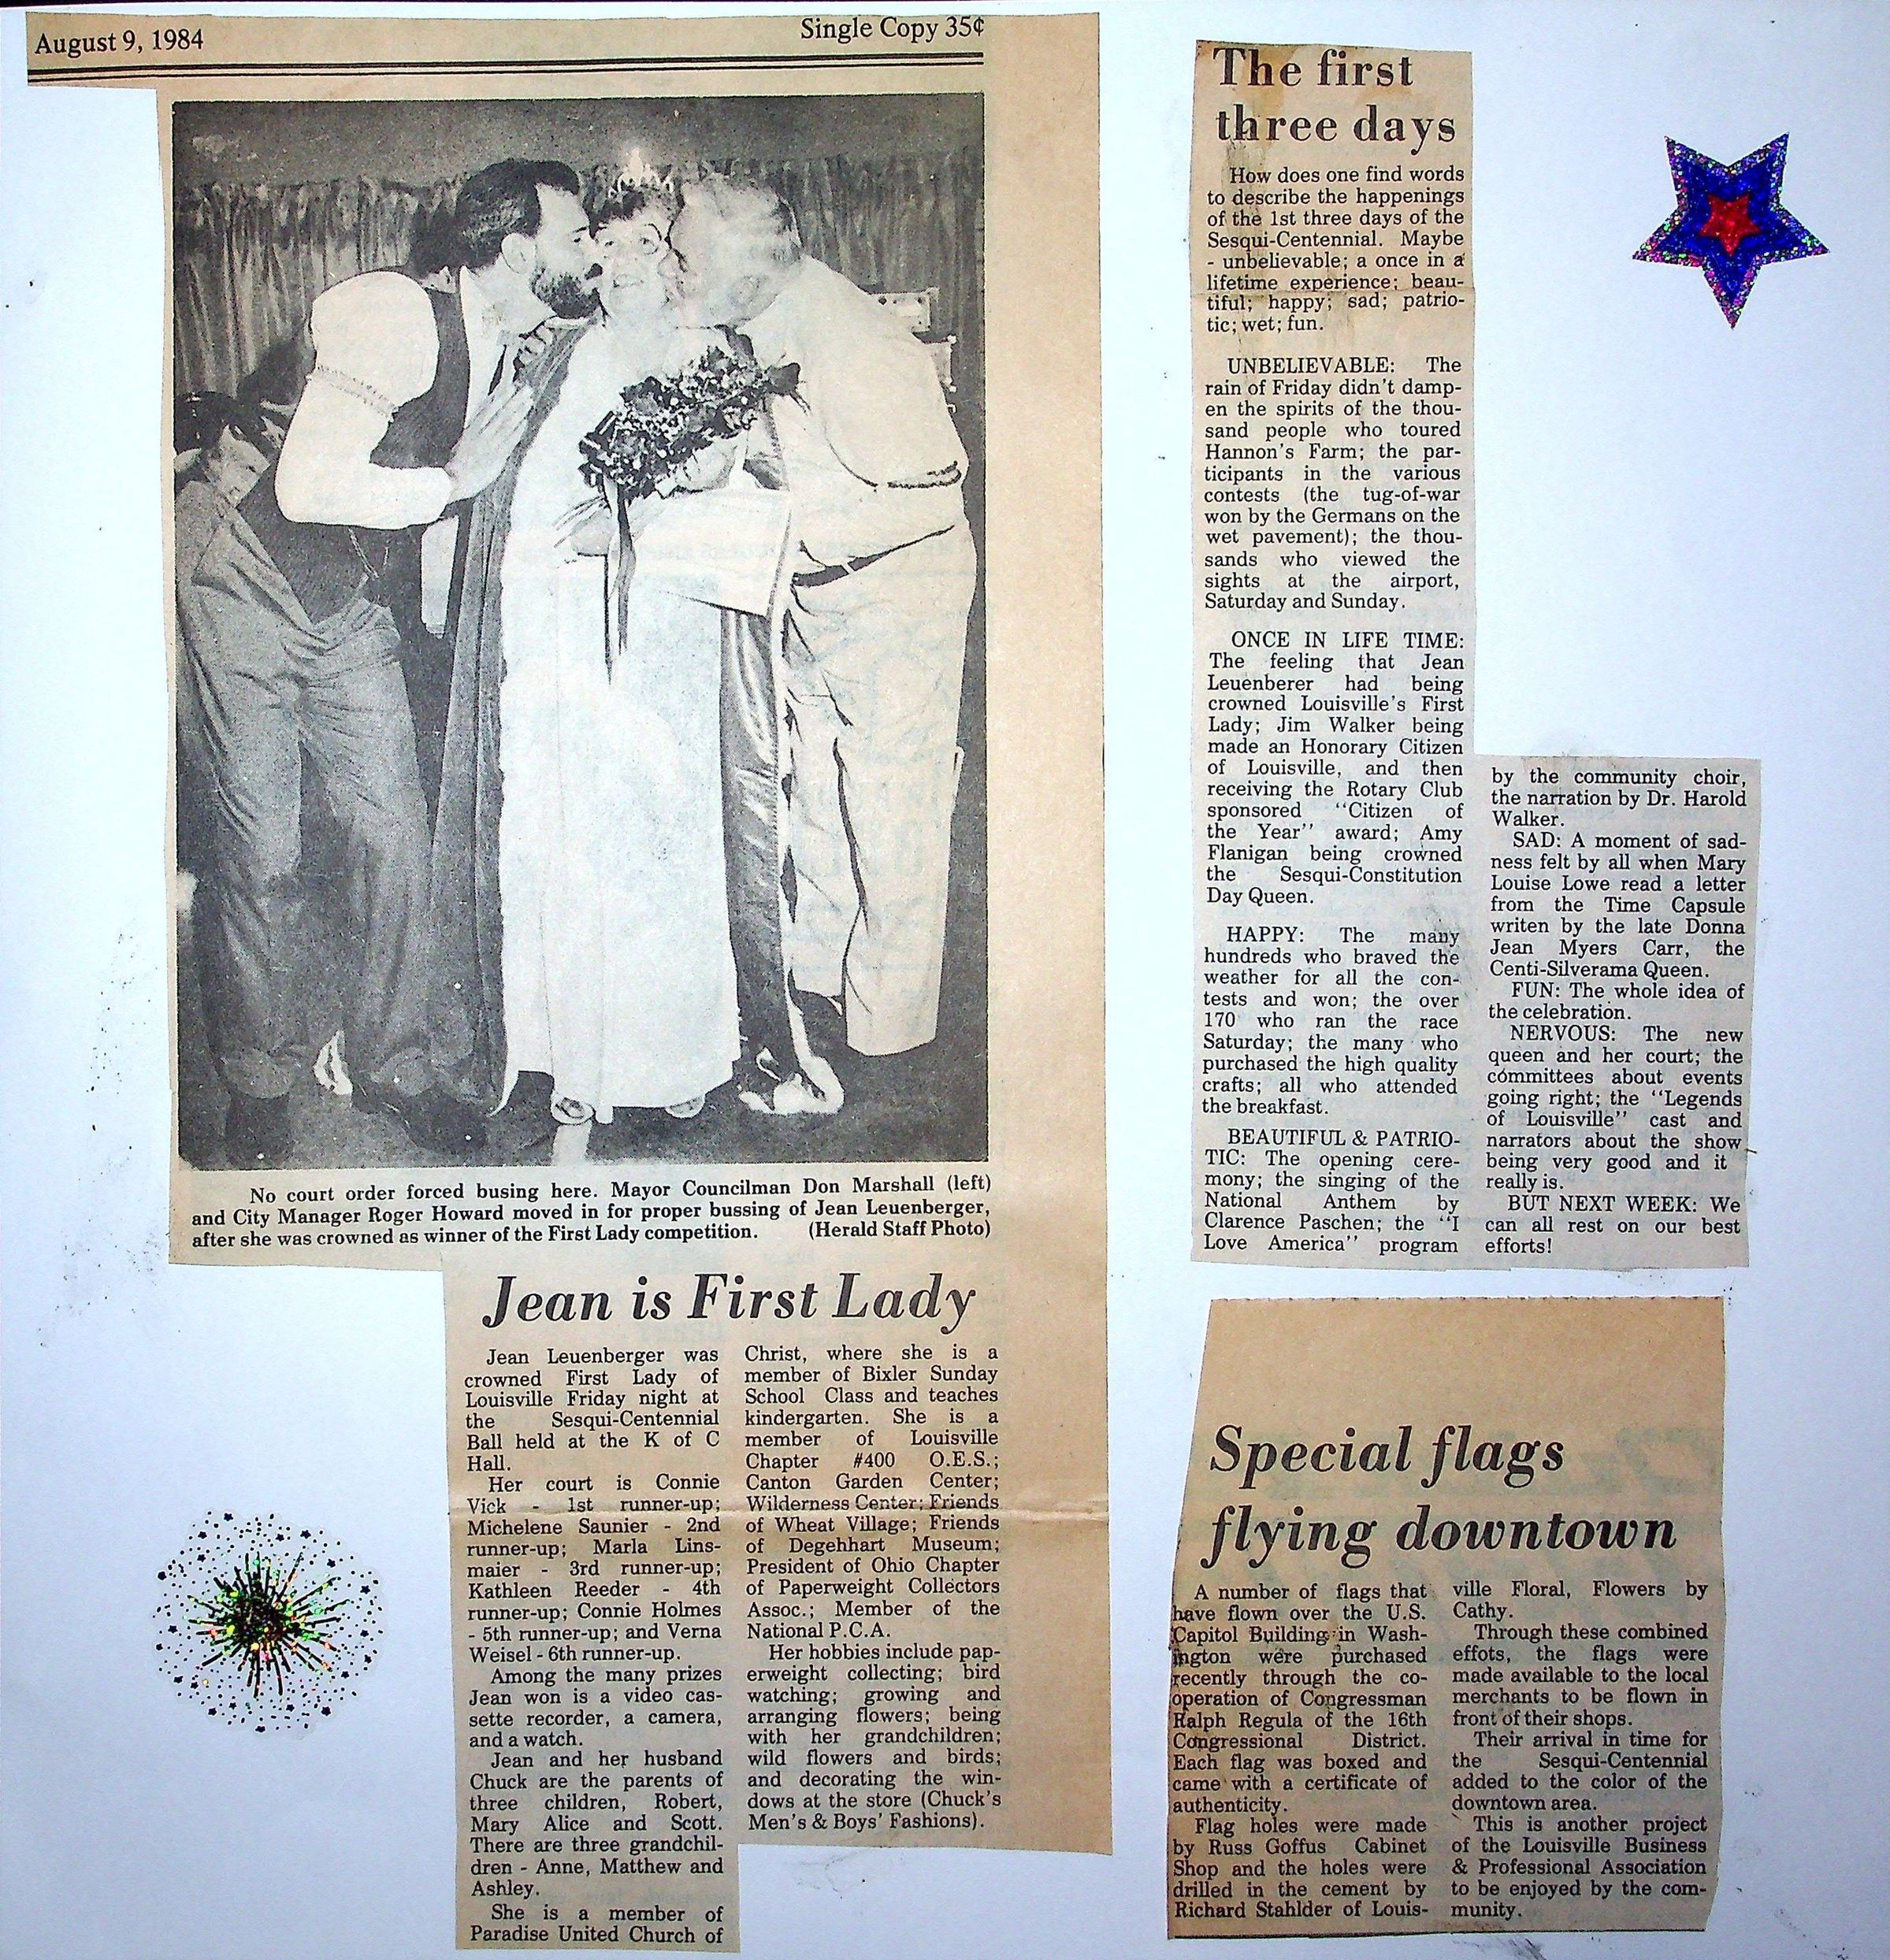 August 9, 1984
Single Copy 35¢
No court order forced busing here. Mayor Councilman Don Marshall (left)
and City Manager Roger Howard moved in for proper bussing of Jean Leuenberger,
after she was crowned as winner of the First Lady competition. (Herald Staff Photo)
Jean is First Lady
Jean Leuenberger was
crowned First Lady of
Louisville Friday night at
the Sesqui-Centennial
Ball held at the K of C
Hall.
Her court is Connie
Vick - 1st runner-up;
Michelene Saunier - 2nd
runner-up; Marla Lins-
maier - 3rd runner-up;
Kathleen Reeder - 4th
runner-up; Connie Holmes
- 5th runner-up; and Verna
Weisel - 6th runner-up.
Among the many prizes
Jean won is a video cas-
sette recorder, a camera,
and a watch.
Jean and her husband
Chuck are the parents of
three children, Robert,
Mary Alice and Scott.
There are three grandchil-
dren - Anne, Matthew and
Ashley.
She is a member of
Paradise United Church of
Christ, where she is a
member of Bixler Sunday
School Class and teaches
kindergarten. She is a
member of Louisville
Chapter #400 O.E.S.;
Canton Garden Center;
Wilderness Center; Friends
of Wheat Village; Friends
of Degehhart Museum;
President of Ohio Chapter
of Paperweight Collectors
Assoc.; Member of the
National P.C.A.
Her hobbies include pap-
erweight collecting; bird
watching; growing and
arranging flowers; being
with her grandchildren;
wild flowers and birds;
and decorating the win-
dows at the store (Chuck's
Men's & Boys' Fashions).
The first
three days
How does one find words
to describe the happenings
of the 1st three days of the
Sesqui-Centennial. Maybe
- unbelievable; a once in a
lifetime experience; beau-
tiful; happy; sad; patrio-
tic; wet; fun.
UNBELIEVABLE: The
rain of Friday didn't damp-
en the spirits of the thou-
sand people who toured
Hannon's Farm; the par-
ticipants in the various
contests (the tug-of-war
won by the Germans on the
wet pavement); the thou-
sands who viewed the
sights at the airport,
Saturday and Sunday.
ONCE IN LIFE TIME:
The feeling that Jean
Leuenberer had being
crowned Louisville's First
Lady; Jim Walker being
made an Honorary Citizen
of Louisville, and then
receiving the Rotary Club
sponsored "Citizen of
the Year" award; Amy
Flanigan being crowned
the Sesqui-Constitution
Day Queen.
HAPPY: The many
hundreds who braved the
weather for all the con-
tests and won; the over
170 who ran the race
Saturday; the many who
purchased the high quality
crafts; all who attended
the breakfast.
BEAUTIFUL & PATRIO-
TIC: The opening cere-
mony; the singing of the
National Anthem by
Clarence Paschen; the "I
Love America" program
by the community choir,
the narration by Dr. Harold
Walker.
SAD: A moment of sad-
ness felt by all when Mary
Louise Lowe read a letter
from the Time Capsule
writen by the late Donna
Jean Myers Carr, the
Centi-Silverama Queen.
FUN: The whole idea of
the celebration.
NERVOUS: The new
queen and her court; the
committees about events
going right; the "Legends
of Louisville" cast and
narrators about the show
being very good and it
really is.
BUT NEXT WEEK: We
can all rest on our best
efforts!
Special flags
flying downtown
A number of flags that
have flown over the U.S.
Capitol Building in Wash-
ington were purchased
recently through the co-
operation of Congressman
Ralph Regula of the 16th
Congressional District.
Each flag was boxed and
came with a certificate of
authenticity.
Flag holes were made
by Russ Goffus Cabinet
Shop and the holes were
drilled in the cement by
Richard Stahlder of Louis-
ville Floral, Flowers by
Cathy.
Through these combined
effots, the flags were
made available to the local
merchants to be flown in
front of their shops.
Their arrival in time for
the Sesqui-Centennial
added to the color of the
downtown area.
This is another project
of the Louisville Business
& Professional Association
to be enjoyed by the com-
munity.